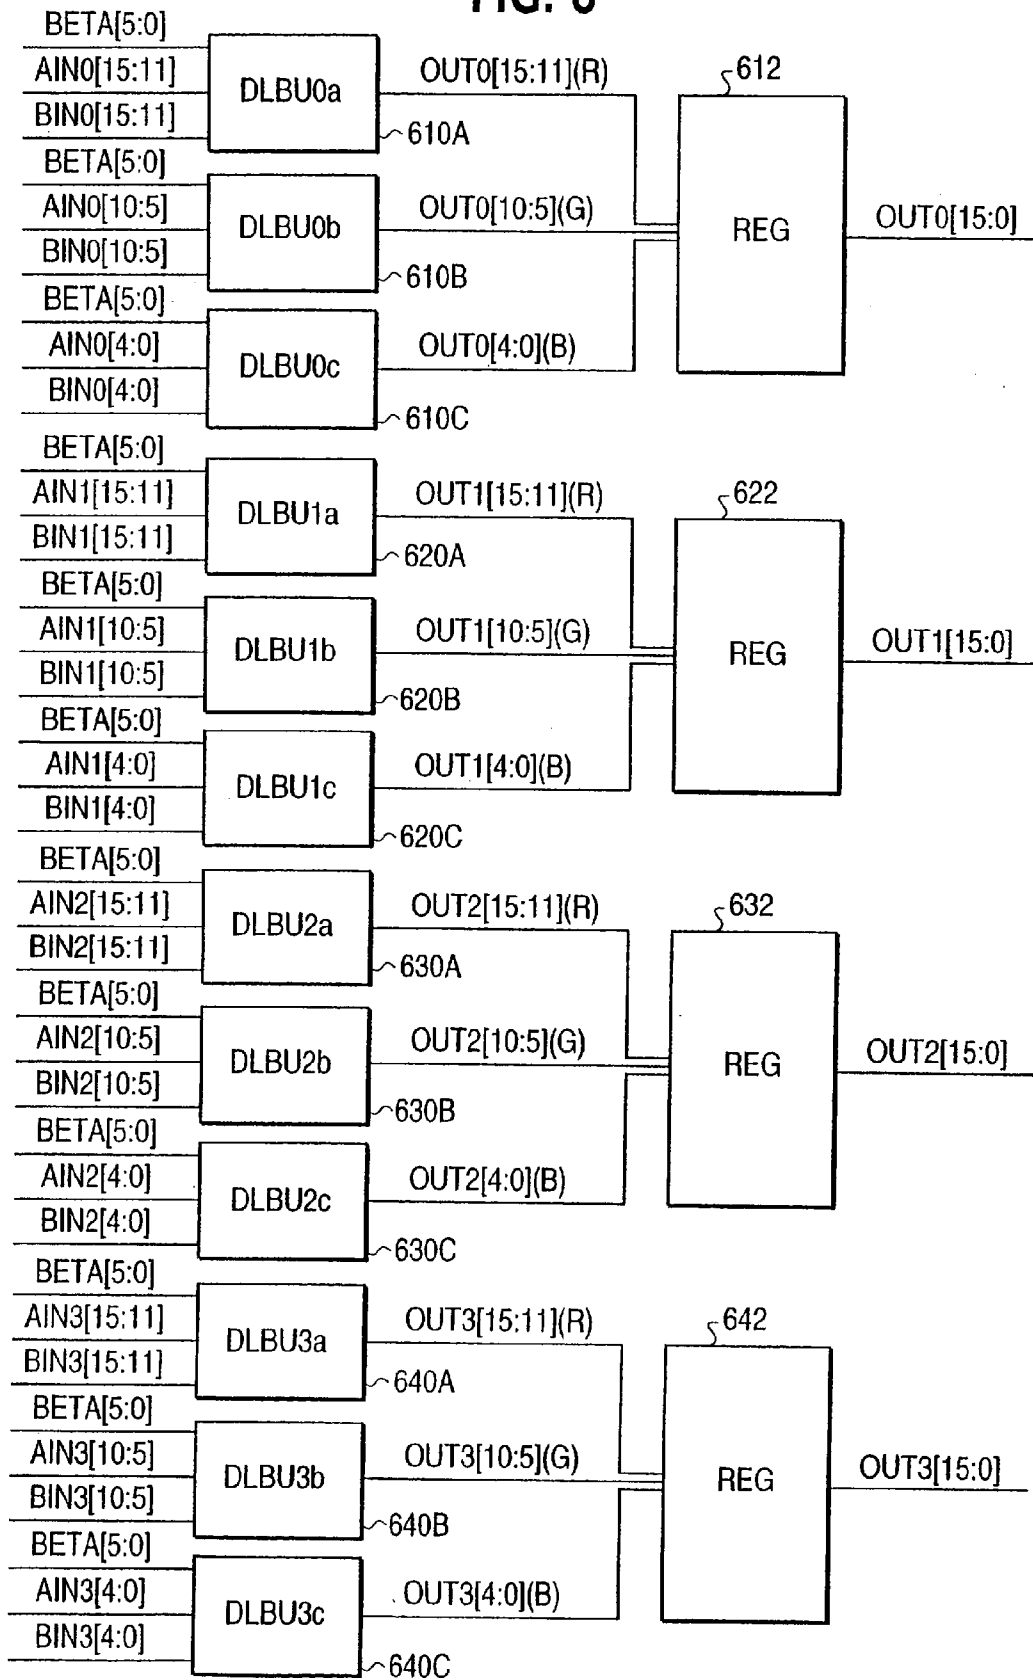 FIG. 6
BETA[5:0]
AIN0[15:11]
BIN0[15:11]
DLBU0a
610A
OUT0[15:11](R)
BETA[5:0]
AIN0[10:5]
BIN0[10:5]
DLBU0b
610B
OUT0[10:5](G)
BETA[5:0]
AIN0[4:0]
BIN0[4:0]
DLBU0c
610C
OUT0[4:0](B)
612
REG
OUT0[15:0]
BETA[5:0]
AIN1[15:11]
BIN1[15:11]
DLBU1a
620A
OUT1[15:11](R)
BETA[5:0]
AIN1[10:5]
BIN1[10:5]
DLBU1b
620B
OUT1[10:5](G)
BETA[5:0]
AIN1[4:0]
BIN1[4:0]
DLBU1c
620C
OUT1[4:0](B)
622
REG
OUT1[15:0]
BETA[5:0]
AIN2[15:11]
BIN2[15:11]
DLBU2a
630A
OUT2[15:11](R)
BETA[5:0]
AIN2[10:5]
BIN2[10:5]
DLBU2b
630B
OUT2[10:5](G)
BETA[5:0]
AIN2[4:0]
BIN2[4:0]
DLBU2c
630C
OUT2[4:0](B)
632
REG
OUT2[15:0]
BETA[5:0]
AIN3[15:11]
BIN3[15:11]
DLBU3a
640A
OUT3[15:11](R)
BETA[5:0]
AIN3[10:5]
BIN3[10:5]
DLBU3b
640B
OUT3[10:5](G)
BETA[5:0]
AIN3[4:0]
BIN3[4:0]
DLBU3c
640C
OUT3[4:0](B)
642
REG
OUT3[15:0]